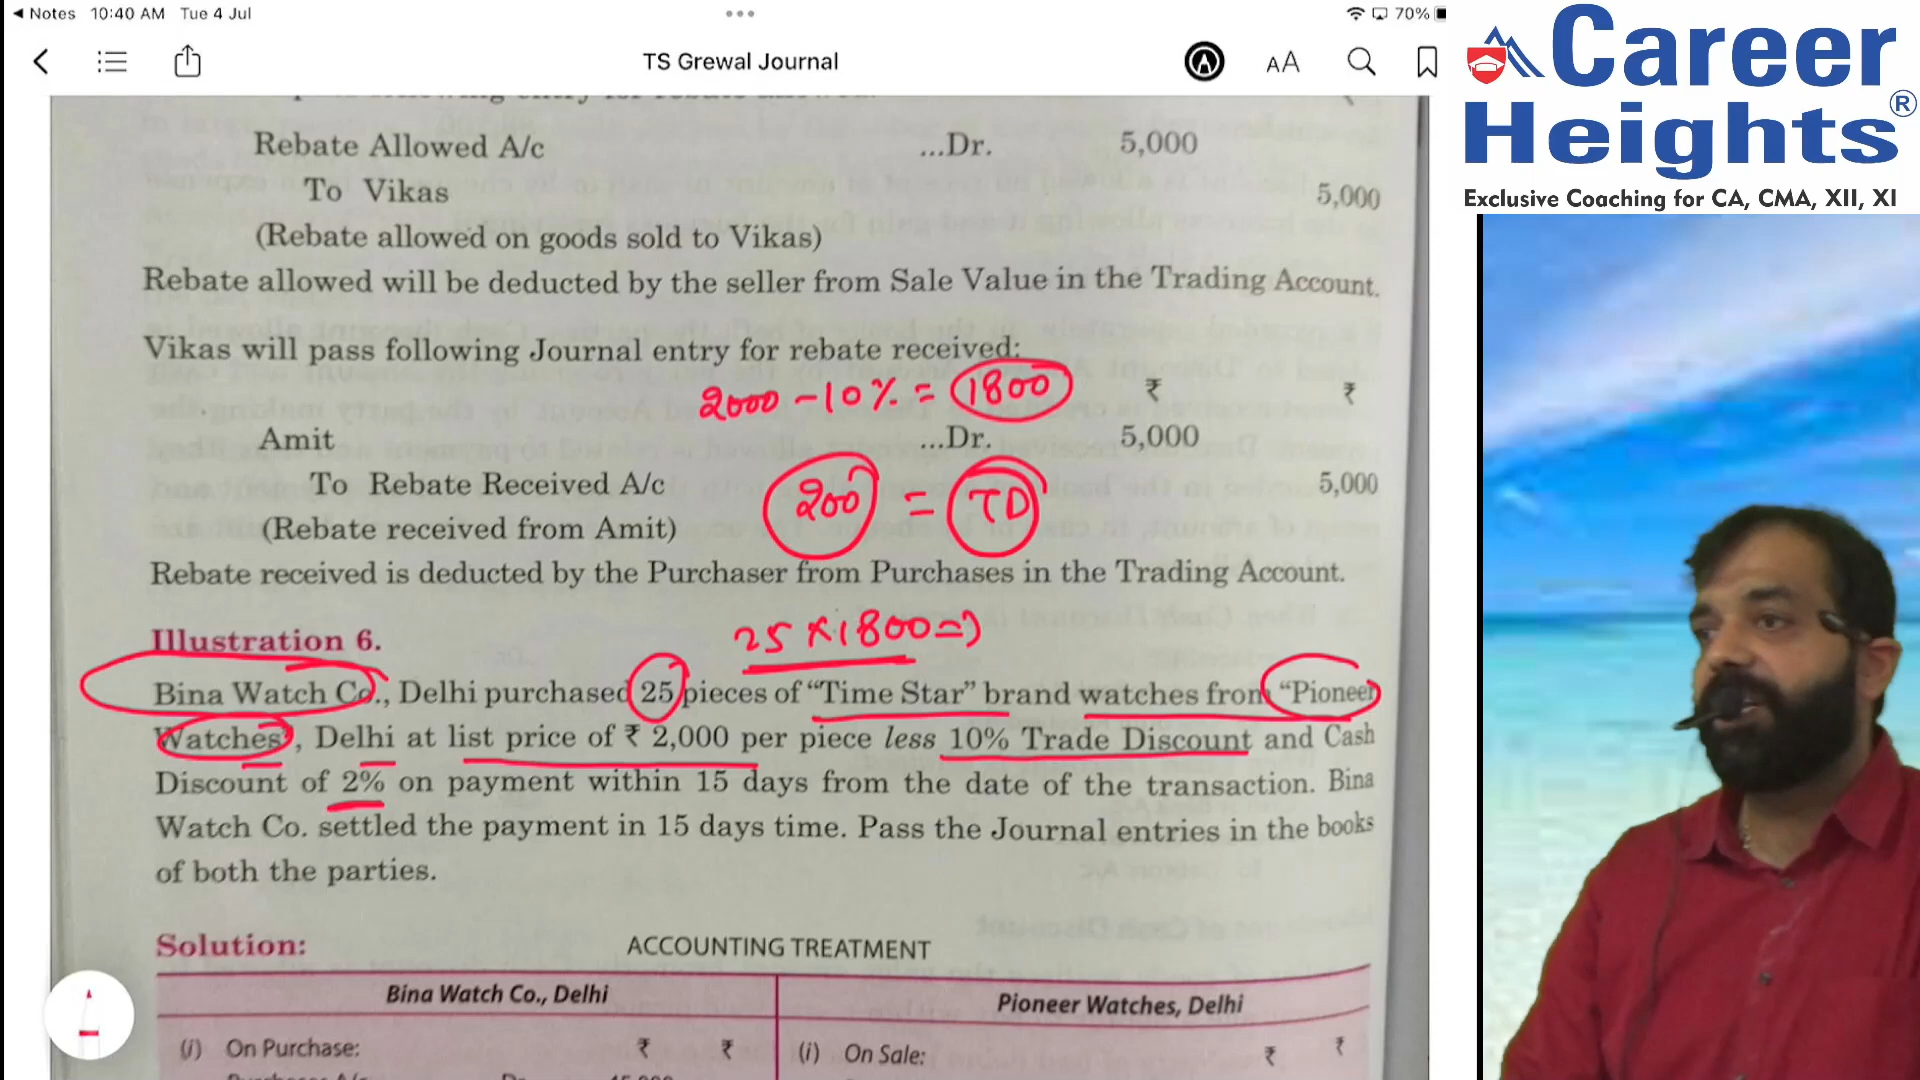 Notes 10:40 AM Tue 4 Jul
70%
TS Grewal Journal
AA
Career
Heights®
Exclusive Coaching for CA, CMA, XII, XI
Rebate Allowed A/c ...Dr. 5,000
To Vikas 5,000
(Rebate allowed on goods sold to Vikas)
Rebate allowed will be deducted by the seller from Sale Value in the Trading Account.
Vikas will pass following Journal entry for rebate received:
2000 - 10% = 1800 ₹ ₹
Amit ...Dr. 5,000
To Rebate Received A/c 5,000
200 = TD
(Rebate received from Amit)
Rebate received is deducted by the Purchaser from Purchases in the Trading Account.
25 × 1800 =>
Illustration 6.
Bina Watch Co., Delhi purchased 25 pieces of “Time Star” brand watches from “Pioneer
Watches”, Delhi at list price of ₹ 2,000 per piece less 10% Trade Discount and Cash
Discount of 2% on payment within 15 days from the date of the transaction. Bina
Watch Co. settled the payment in 15 days time. Pass the Journal entries in the books
of both the parties.
Solution: ACCOUNTING TREATMENT
Bina Watch Co., Delhi Pioneer Watches, Delhi
(i) On Purchase: ₹ ₹ (i) On Sale: ₹ ₹